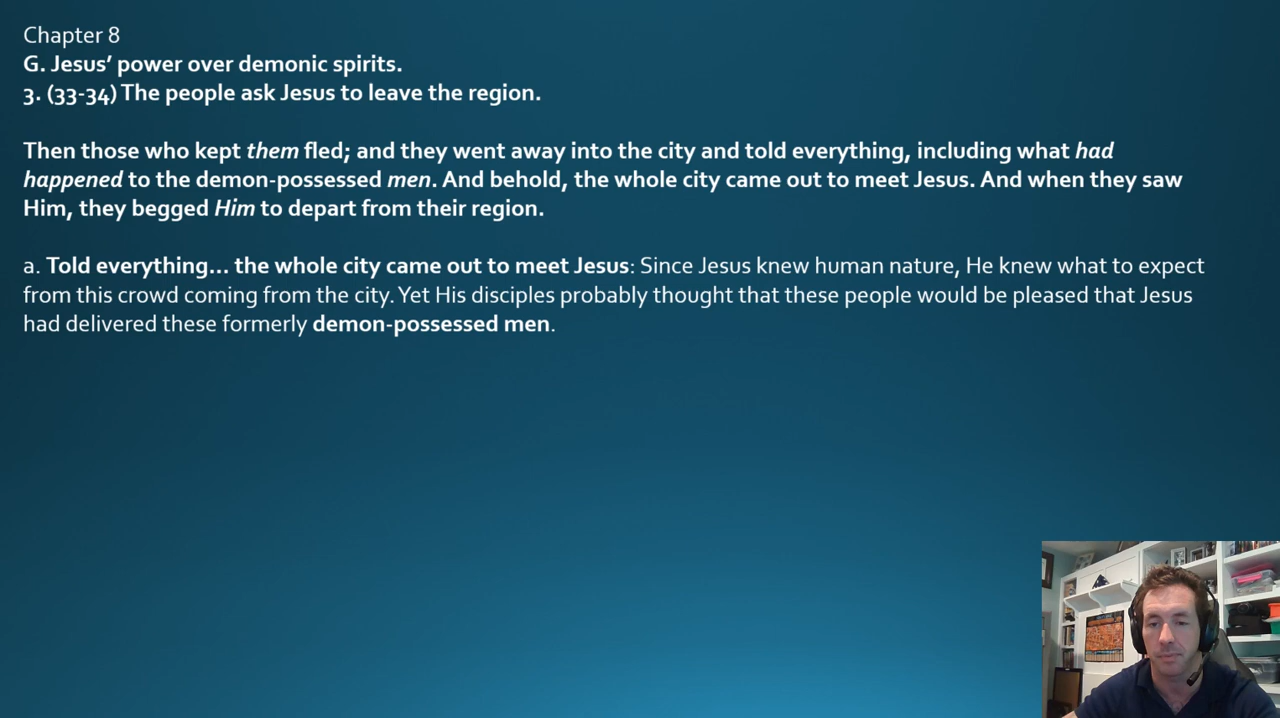 Chapter 8
G. Jesus’ power over demonic spirits.
3. (33-34) The people ask Jesus to leave the region.
Then those who kept them fled; and they went away into the city and told everything, including what had
happened to the demon-possessed men. And behold, the whole city came out to meet Jesus. And when they saw
Him, they begged Him to depart from their region.
a. Told everything... the whole city came out to meet Jesus: Since Jesus knew human nature, He knew what to expect
from this crowd coming from the city. Yet His disciples probably thought that these people would be pleased that Jesus
had delivered these formerly demon-possessed men.